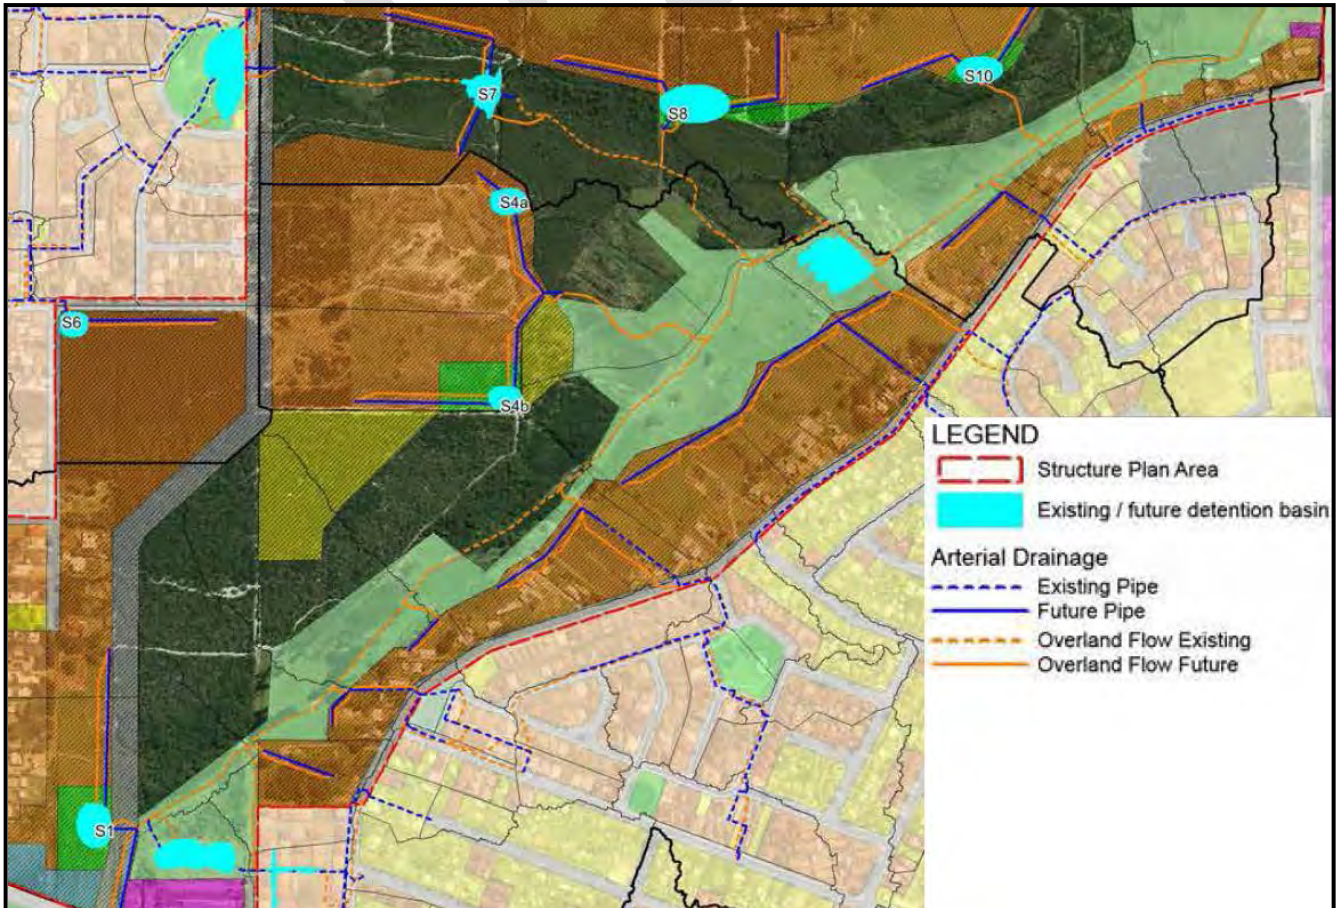 S10
S7
S8
S4a
S6
S4b
S1
LEGEND
Structure Plan Area
Existing / future detention basin
Arterial Drainage
Existing Pipe
Future Pipe
Overland Flow Existing
Overland Flow Future